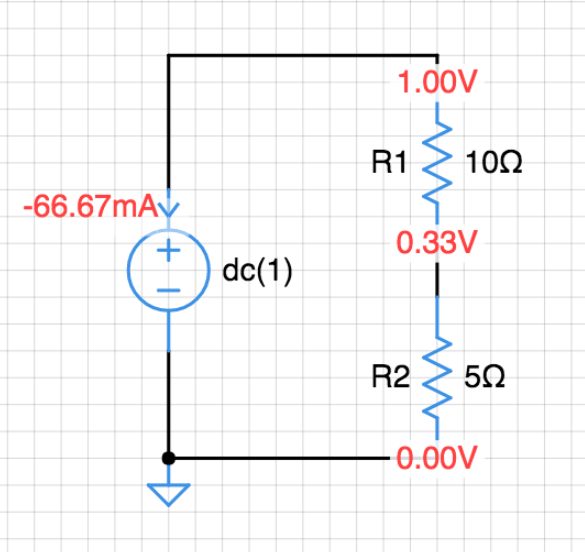 1.00V
R1 10Ω
-66.67mA
0.33V
+
dc(1)
−
R2 5Ω
0.00V